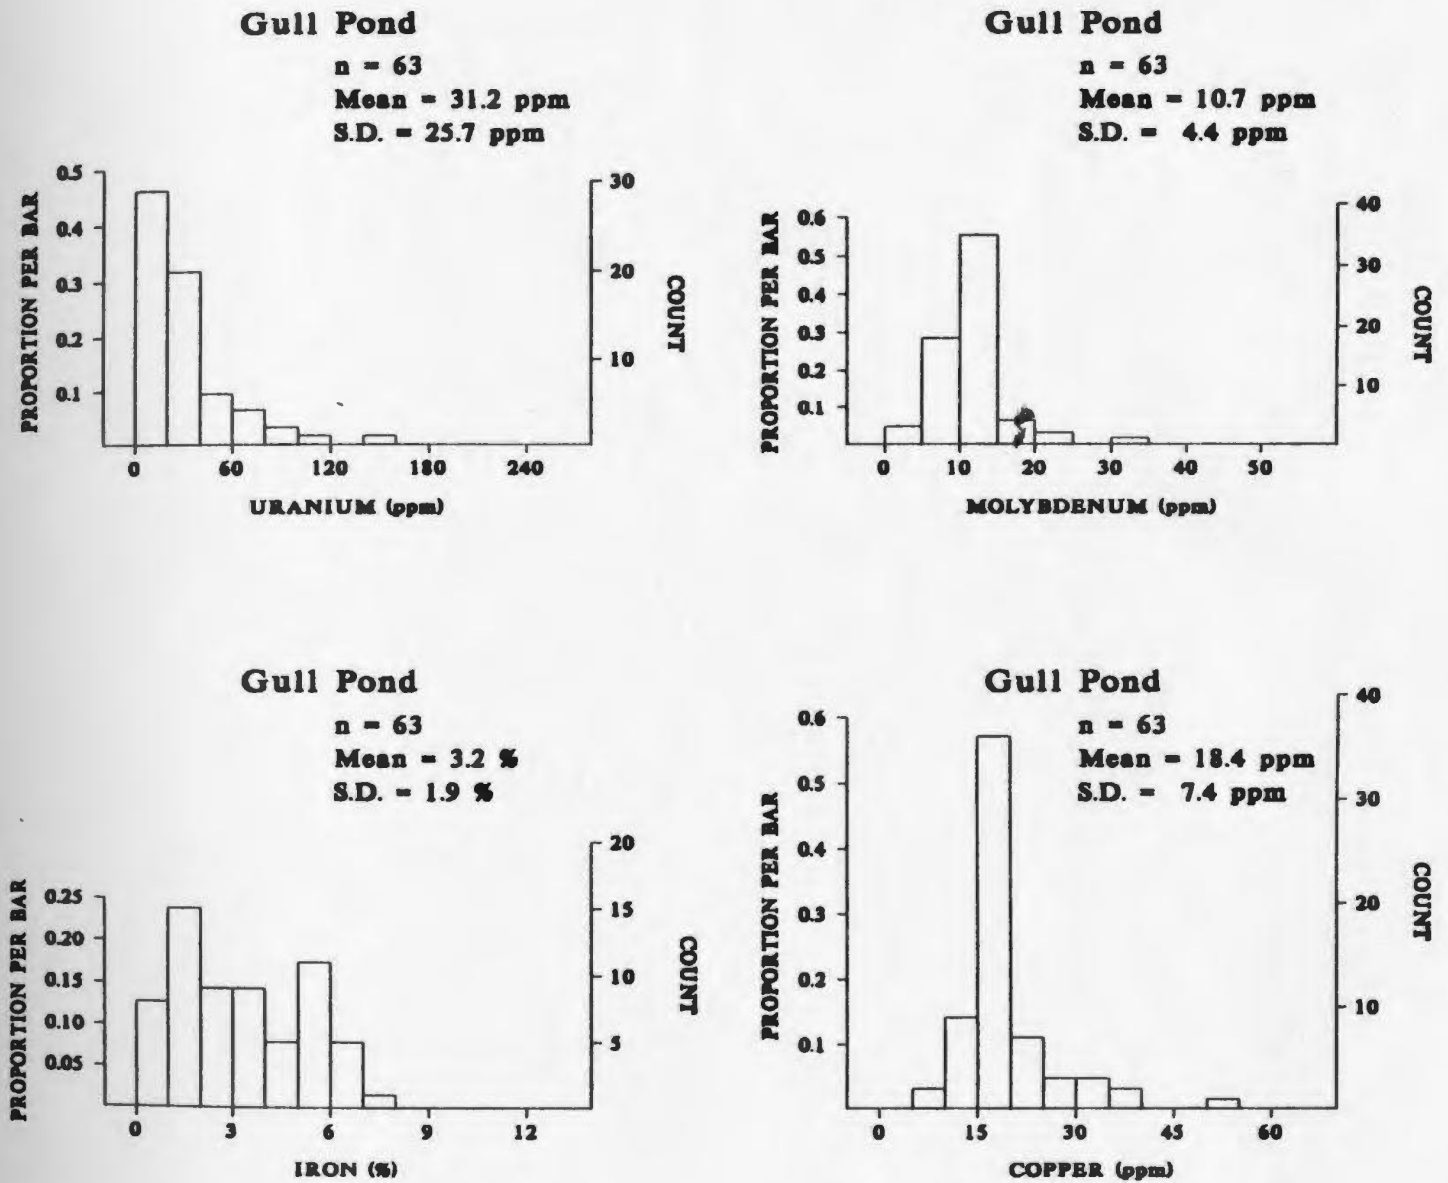 Gull Pond
n = 63
Mean = 31.2 ppm
S.D. = 25.7 ppm
PROPORTION PER BAR
0.5
0.4
0.3
0.2
0.1
30
20
10
COUNT
0 60 120 180 240
URANIUM (ppm)
Gull Pond
n = 63
Mean = 10.7 ppm
S.D. = 4.4 ppm
PROPORTION PER BAR
0.6
0.5
0.4
0.3
0.2
0.1
40
30
20
10
COUNT
0 10 20 30 40 50
MOLYBDENUM (ppm)
Gull Pond
n = 63
Mean = 3.2 %
S.D. = 1.9 %
PROPORTION PER BAR
0.25
0.20
0.15
0.10
0.05
20
15
10
5
COUNT
0 3 6 9 12
IRON (%)
Gull Pond
n = 63
Mean = 18.4 ppm
S.D. = 7.4 ppm
PROPORTION PER BAR
0.6
0.5
0.4
0.3
0.2
0.1
40
30
20
10
COUNT
0 15 30 45 60
COPPER (ppm)